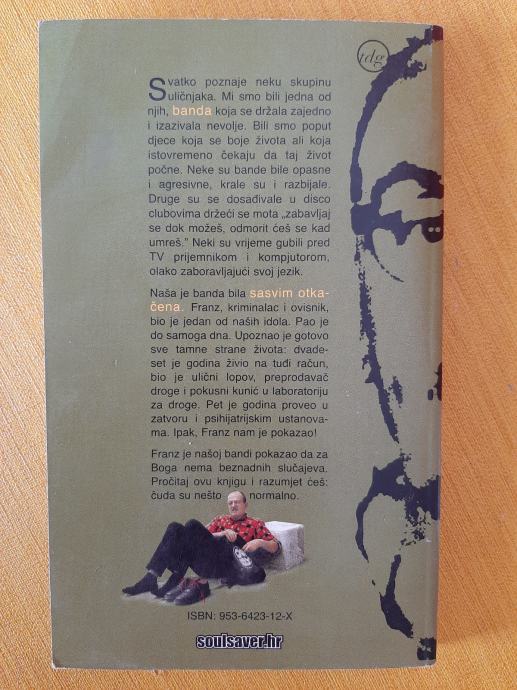 tdg
Svatko poznaje neku skupinu
uličnjaka. Mi smo bili jedna od
njih, banda koja se držala zajedno
i izazivala nevolje. Bili smo poput
djece koja se boje života ali koja
istovremeno čekaju da taj život
počne. Neke su bande bile opasne
i agresivne, krale su i razbijale.
Druge su se dosađivale u disco
clubovima držeći se mota „zabavljaj
se dok možeš, odmorit ćeš se kad
umreš.” Neki su vrijeme gubili pred
TV prijemnikom i kompjutorom,
olako zaboravljajući svoj jezik.
Naša je banda bila sasvim otka-
čena. Franz, kriminalac i ovisnik,
bio je jedan od naših idola. Pao je
do samoga dna. Upoznao je gotovo
sve tamne strane života: dvade-
set je godina živio na tuđi račun,
bio je ulični lopov, preprodavač
droge i pokusni kunić u laboratoriju
za droge. Pet je godina proveo u
zatvoru i psihijatrijskim ustanova-
ma. Ipak, Franz nam je pokazao!
Franz je našoj bandi pokazao da za
Boga nema beznadnih slučajeva.
Pročitaj ovu knjigu i razumjet ćeš:
čuda su nešto normalno.
ISBN: 953-6423-12-X
soulsaver.hr